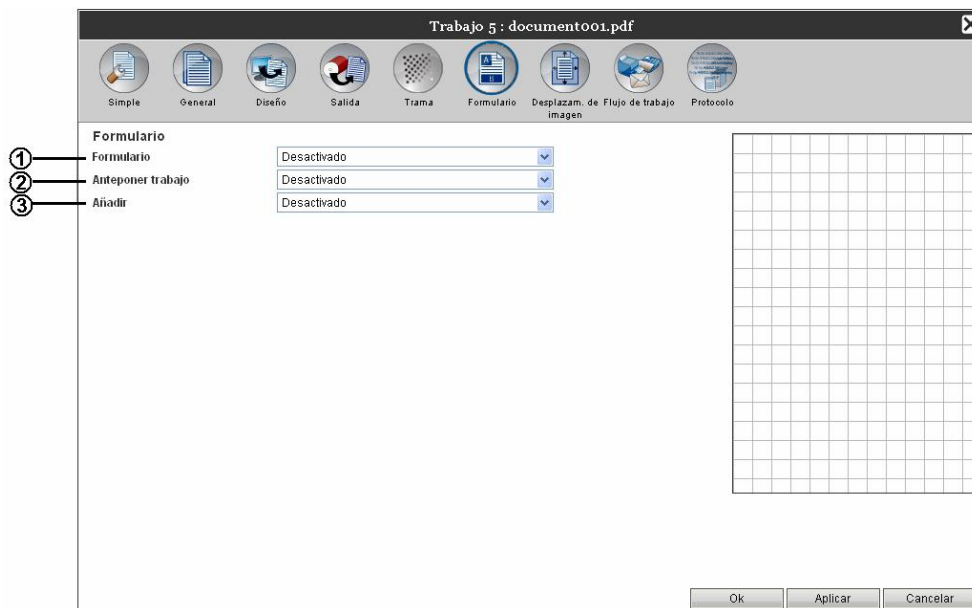 Trabajo 5 : document001.pdf
Simple General Diseño Salida Trama Formulario Desplazam. de imagen Flujo de trabajo Protocolo
Formulario
1 Formulario Desactivado
2 Anteponer trabajo Desactivado
3 Añadir Desactivado
Ok Aplicar Cancelar